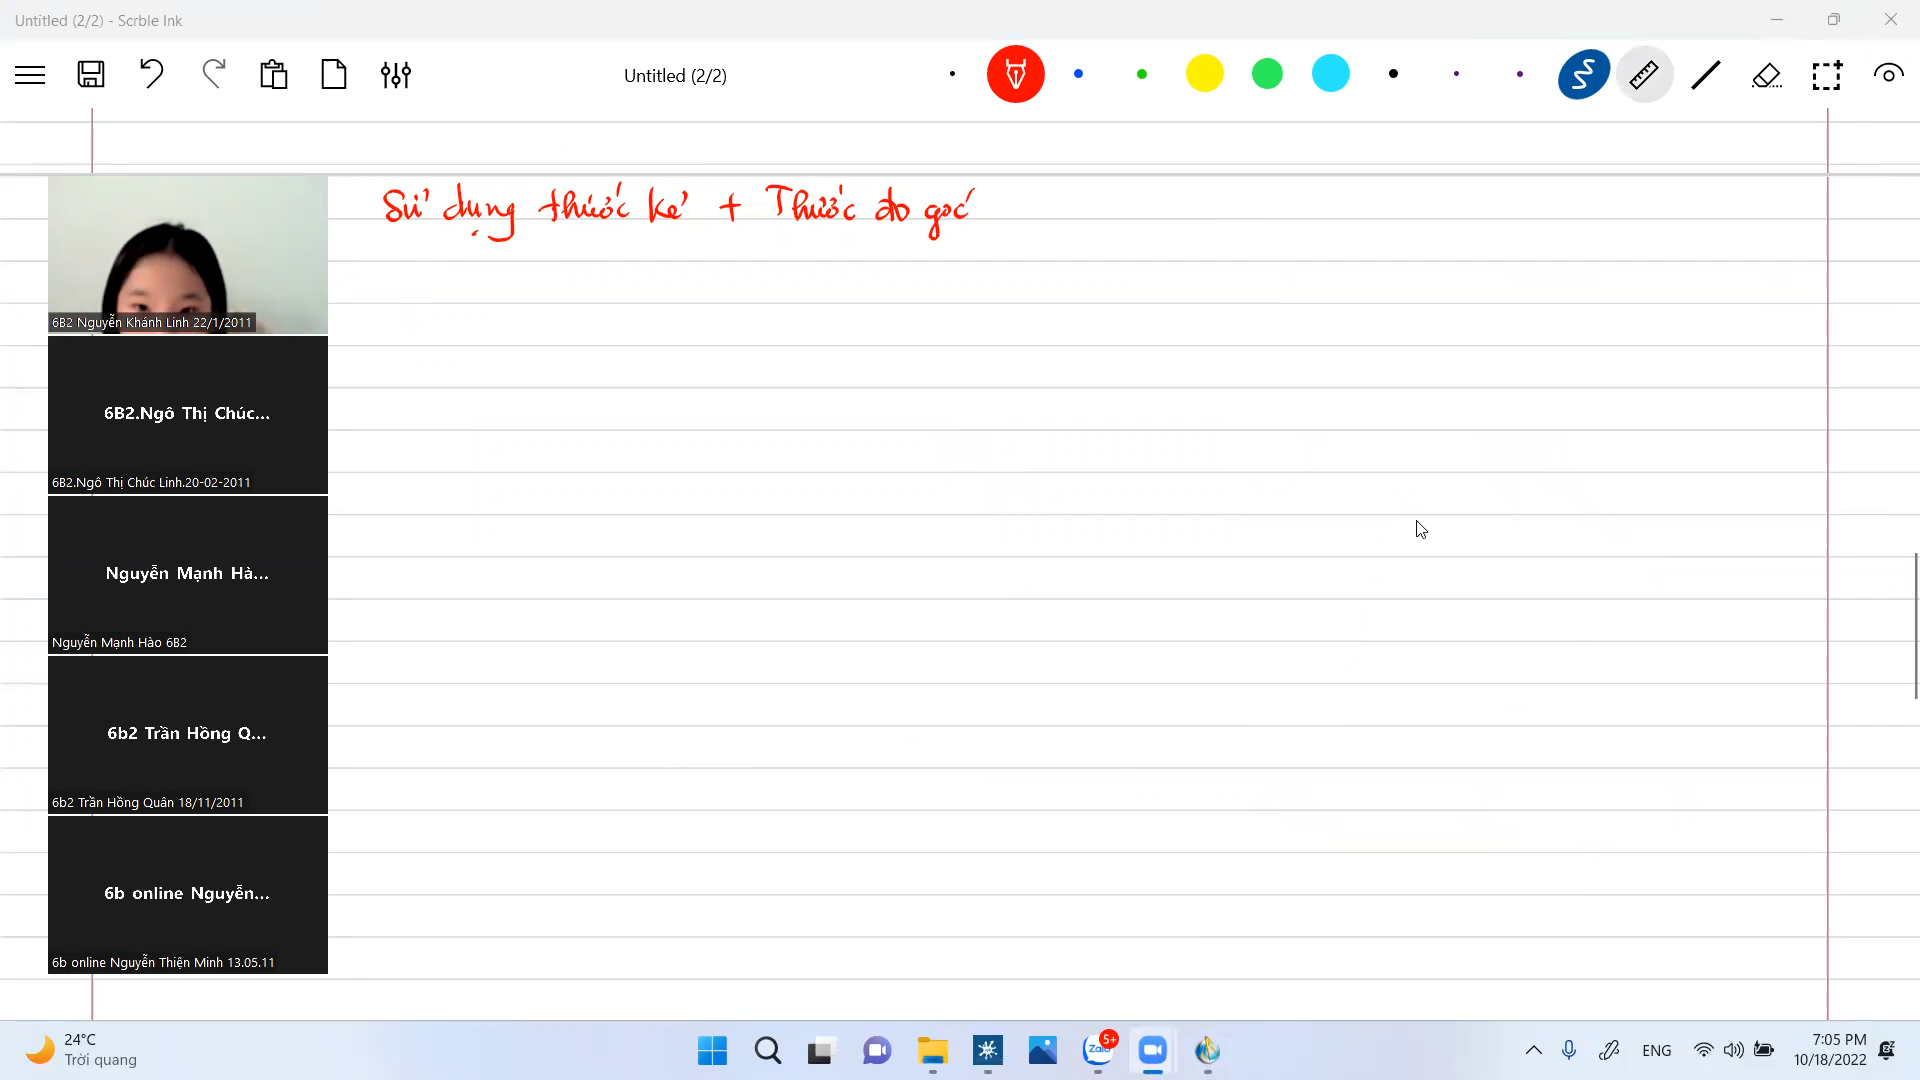 Untitled (2/2) - Scrble Ink
Untitled (2/2)
Sử dụng thước kẻ + Thước đo góc
6B2 Nguyễn Khánh Linh 22/1/2011
6B2.Ngô Thị Chúc...
6B2.Ngô Thị Chúc Linh.20-02-2011
Nguyễn Mạnh Hà...
Nguyễn Mạnh Hào 6B2
6b2 Trần Hồng Q...
6b2 Trần Hồng Quân 18/11/2011
6b online Nguyễn...
6b online Nguyễn Thiện Minh 13.05.11
24°C
Trời quang
Zalo
5+
ENG
7:05 PM
10/18/2022